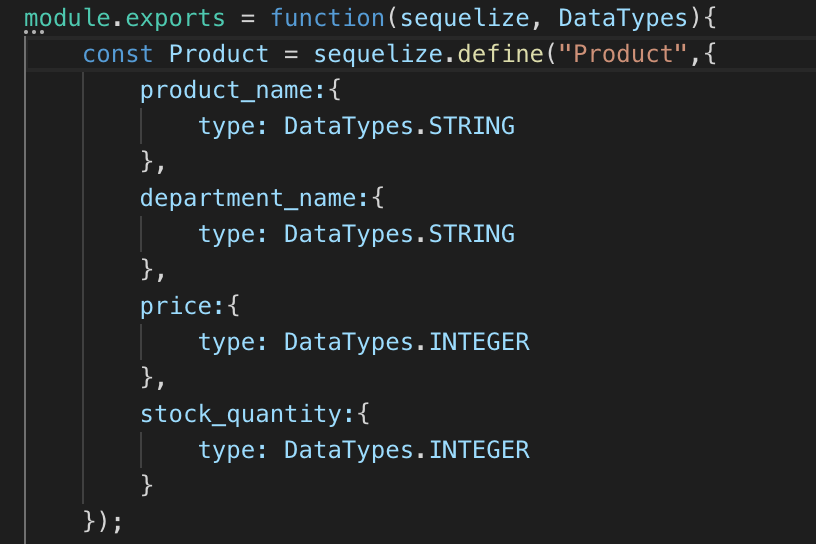 module.exports = function(sequelize, DataTypes){
    const Product = sequelize.define("Product",{
        product_name:{
            type: DataTypes.STRING
        },
        department_name:{
            type: DataTypes.STRING
        },
        price:{
            type: DataTypes.INTEGER
        },
        stock_quantity:{
            type: DataTypes.INTEGER
        }
    });